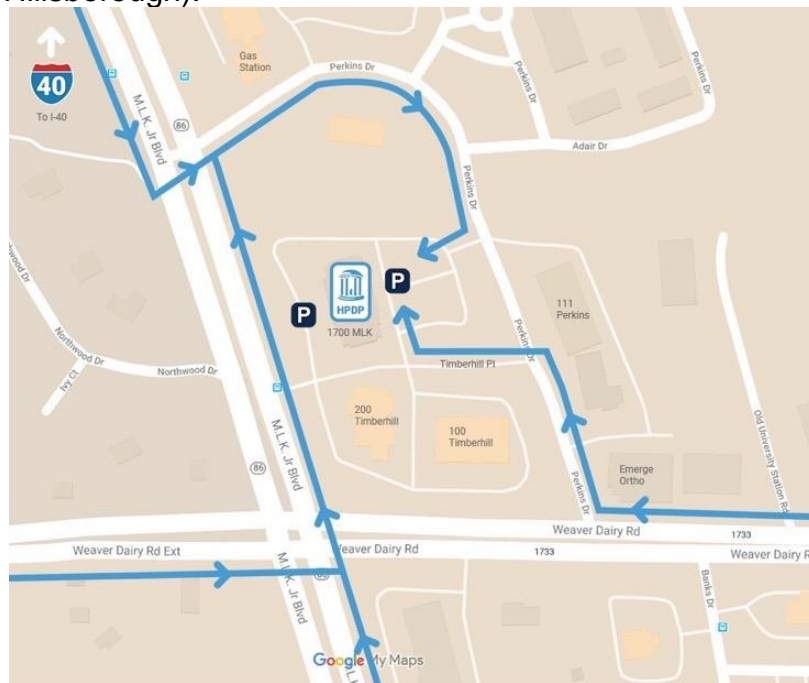 Hillsborough).
40
To I-40
Gas
Station
Perkins Dr
Perkins Dr
Perkins Dr
M.L.K. Jr Blvd
86
Adair Dr
Perkins Dr
P
HPDP
P
1700 MLK
111
Perkins
Northwood Dr
Northwood Dr
Ivy Ct
Timberhill Pl
Perkins Dr
200
Timberhill
100
Timberhill
M.L.K. Jr Blvd
86
Old University Station Rd
Emerge
Ortho
Perkins Dr
Weaver Dairy Rd
1733
Weaver Dairy Rd Ext
Weaver Dairy Rd
1733
Weaver Dairy R
M.L.K. Jr Blvd
Banks Dr
Google My Maps